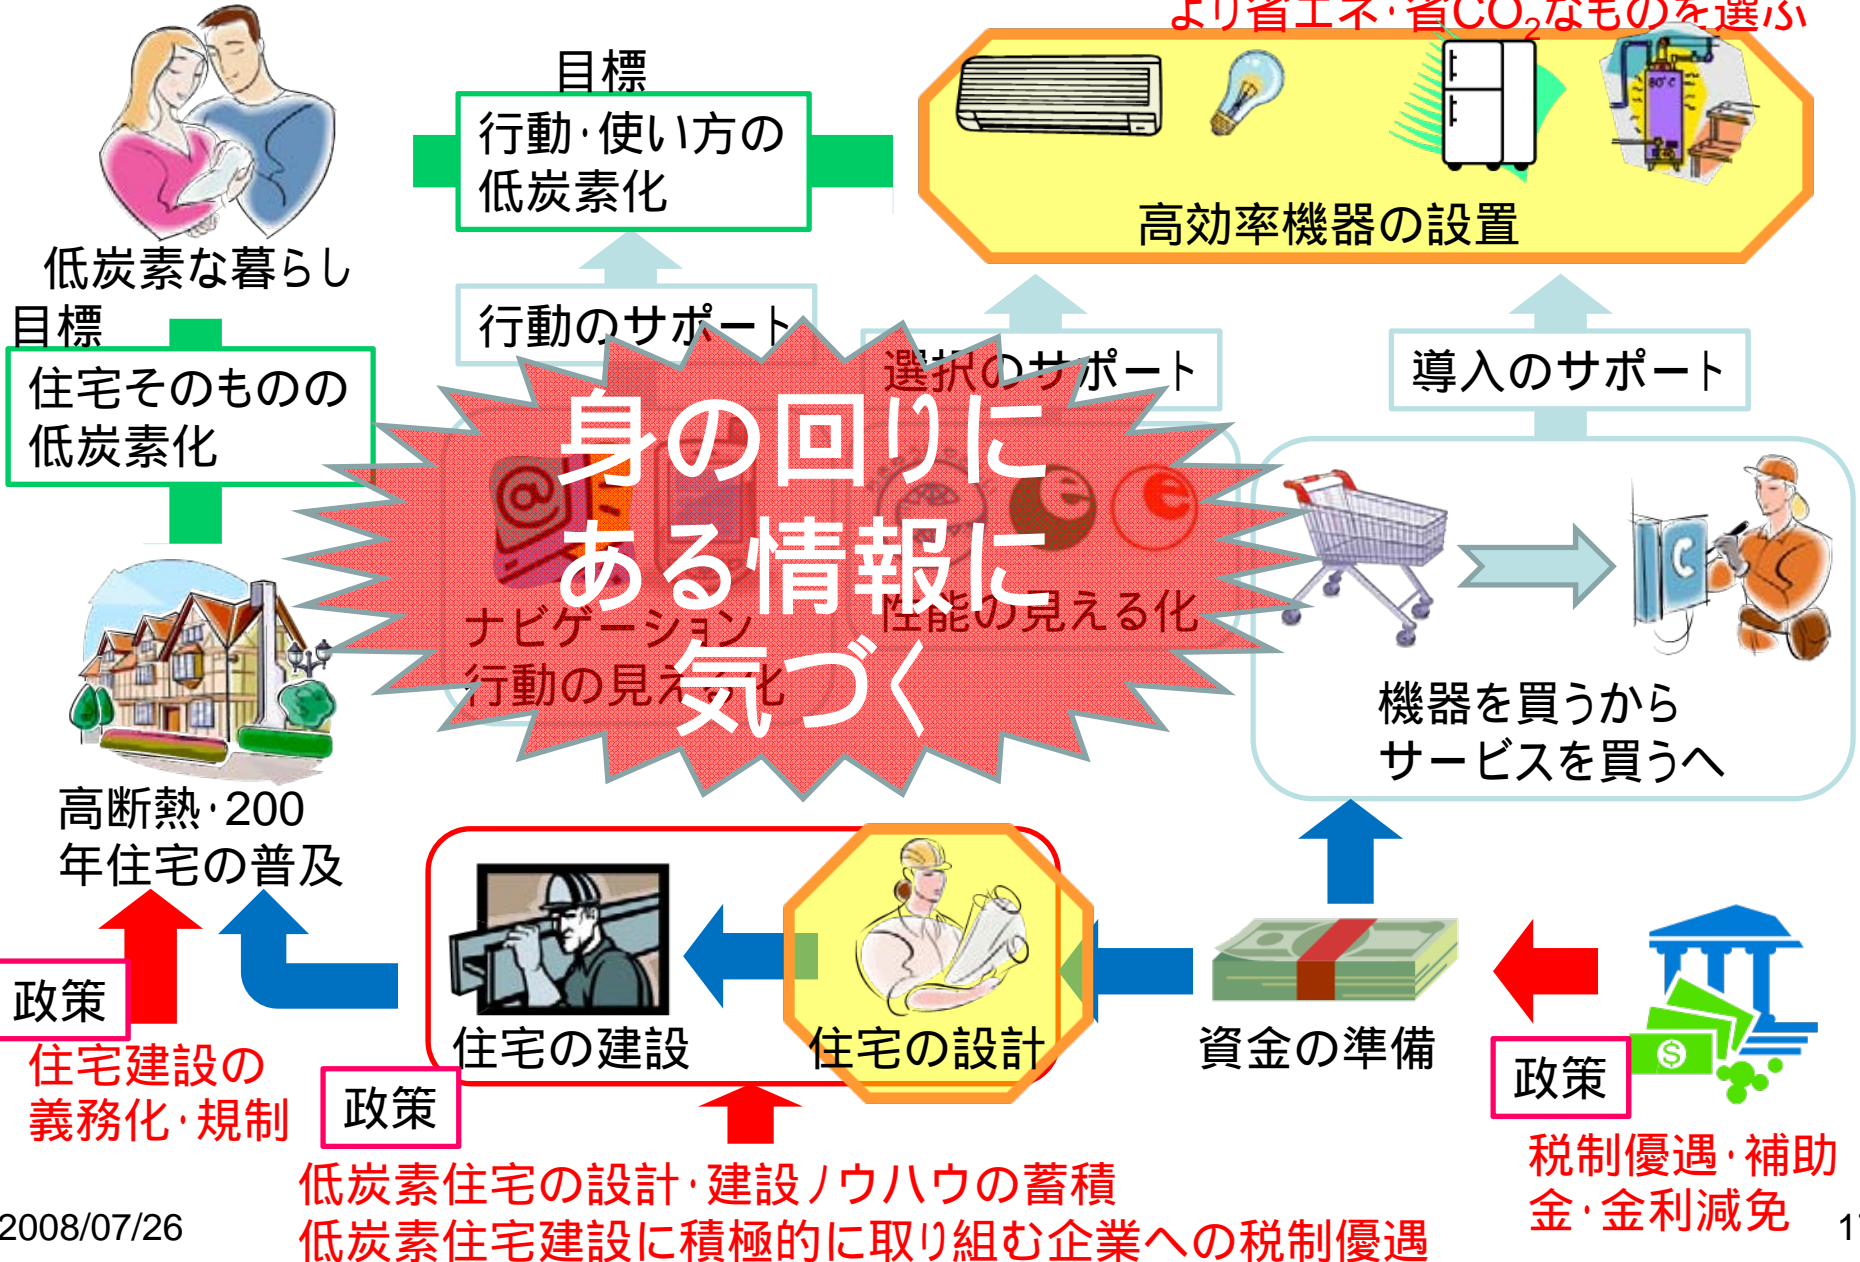 より省エネ・省CO2なものを選ぶ
目標
行動・使い方の
低炭素化
80°C
高効率機器の設置
低炭素な暮らし
目標
住宅そのものの
低炭素化
行動のサポート
選択のサポート
導入のサポート
身の回りに
ある情報に
気づく
@
e
e
C
ナビゲーション
行動の見える化
性能の見える化
機器を買うから
サービスを買うへ
高断熱・200
年住宅の普及
住宅の建設
住宅の設計
資金の準備
$
政策
住宅建設の
義務化・規制
政策
低炭素住宅の設計・建設ノウハウの蓄積
低炭素住宅建設に積極的に取り組む企業への税制優遇
政策
税制優遇・補助
金・金利減免
2008/07/26